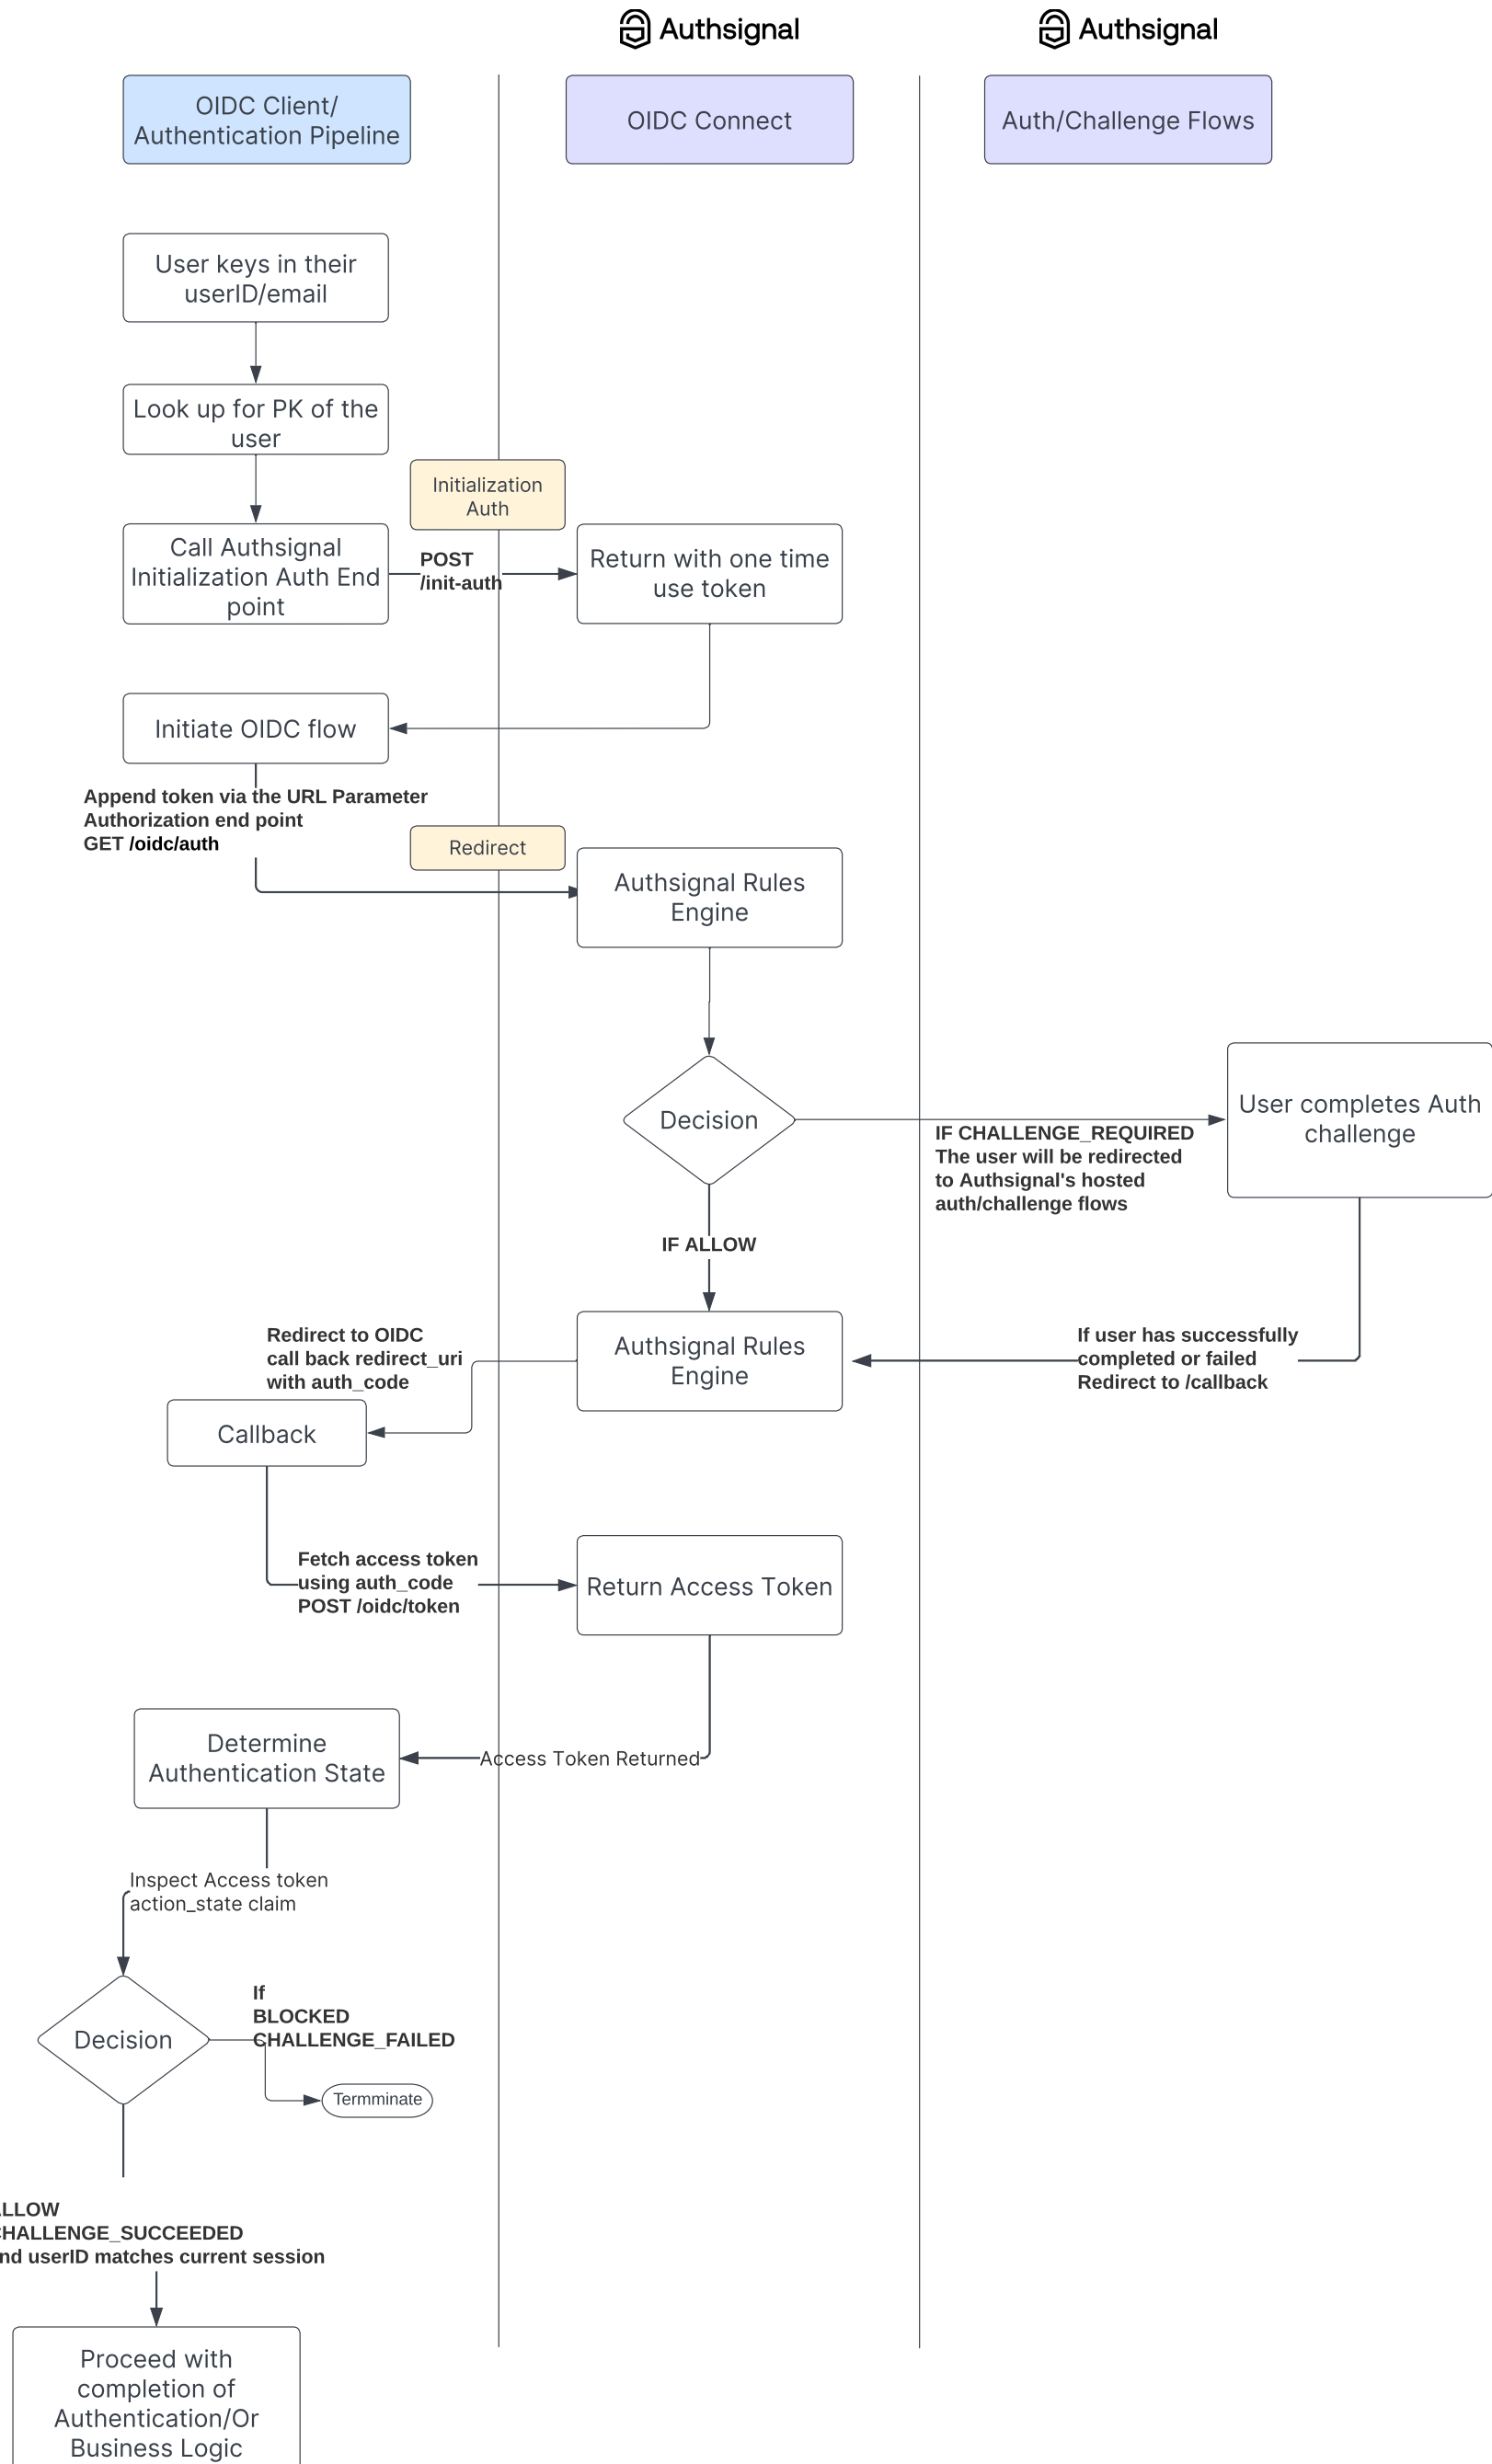 Authsignal
Authsignal
OIDC Client/
Authentication Pipeline
OIDC Connect
Auth/Challenge Flows
User keys in their
userID/email
Look up for PK of the
user
Initialization
Auth
Call Authsignal
Initialization Auth End
point
POST
/init-auth
Return with one time
use token
Initiate OIDC flow
Append token via the URL Parameter
Authorization end point
GET /oidc/auth
Redirect
Authsignal Rules
Engine
Decision
IF CHALLENGE_REQUIRED
The user will be redirected
to Authsignal's hosted
auth/challenge flows
User completes Auth
challenge
IF ALLOW
Authsignal Rules
Engine
If user has successfully
completed or failed
Redirect to /callback
Redirect to OIDC
call back redirect_uri
with auth_code
Callback
Fetch access token
using auth_code
POST /oidc/token
Return Access Token
Access Token Returned
Determine
Authentication State
Inspect Access token
action_state claim
Decision
If
BLOCKED
CHALLENGE_FAILED
Termminate
LLOW
CHALLENGE_SUCCEEDED
nd userID matches current session
Proceed with
completion of
Authentication/Or
Business Logic